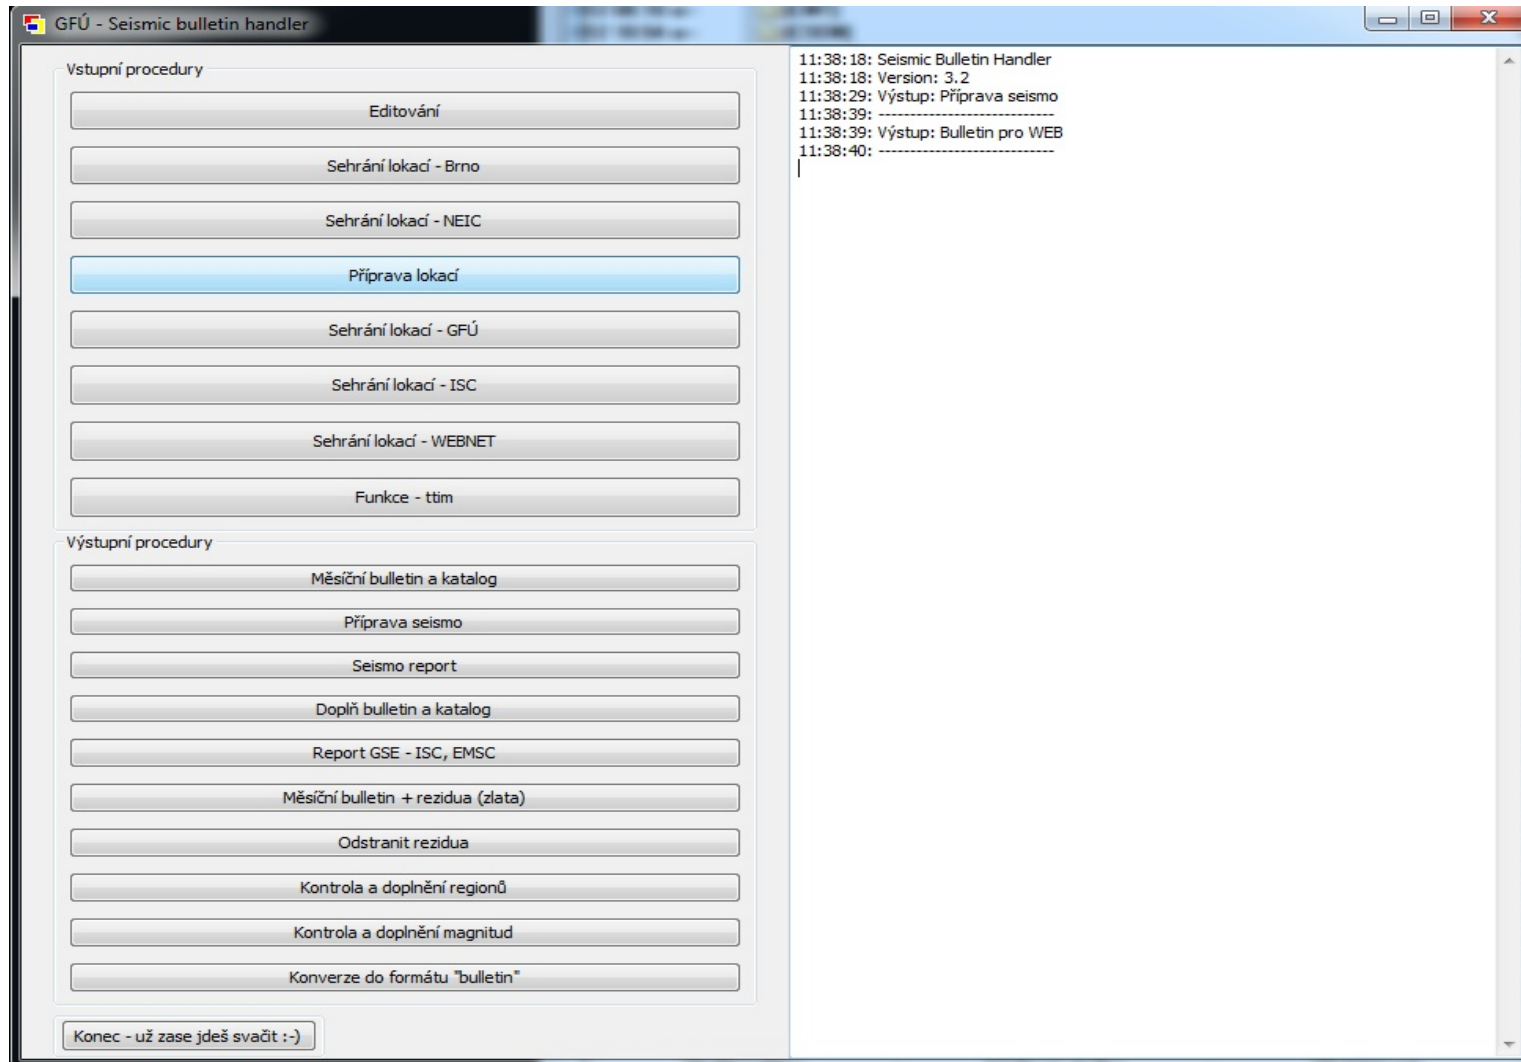 GFÚ - Seismic bulletin handler
Vstupní procedury
Editování
Sehrání lokací - Brno
Sehrání lokací - NEIC
Příprava lokací
Sehrání lokací - GFÚ
Sehrání lokací - ISC
Sehrání lokací - WEBNET
Funkce - ttim
Výstupní procedury
Měsíční bulletin a katalog
Příprava seismo
Seismo report
Doplň bulletin a katalog
Report GSE - ISC, EMSC
Měsíční bulletin + rezidua (zlata)
Odstranit rezidua
Kontrola a doplnění regionů
Kontrola a doplnění magnitud
Konverze do formátu "bulletin"
Konec - už zase jdeš svačit :-)
11:38:18: Seismic Bulletin Handler
11:38:18: Version: 3.2
11:38:29: Výstup: Příprava seismo
11:38:39: ----------------------------
11:38:39: Výstup: Bulletin pro WEB
11:38:40: ----------------------------